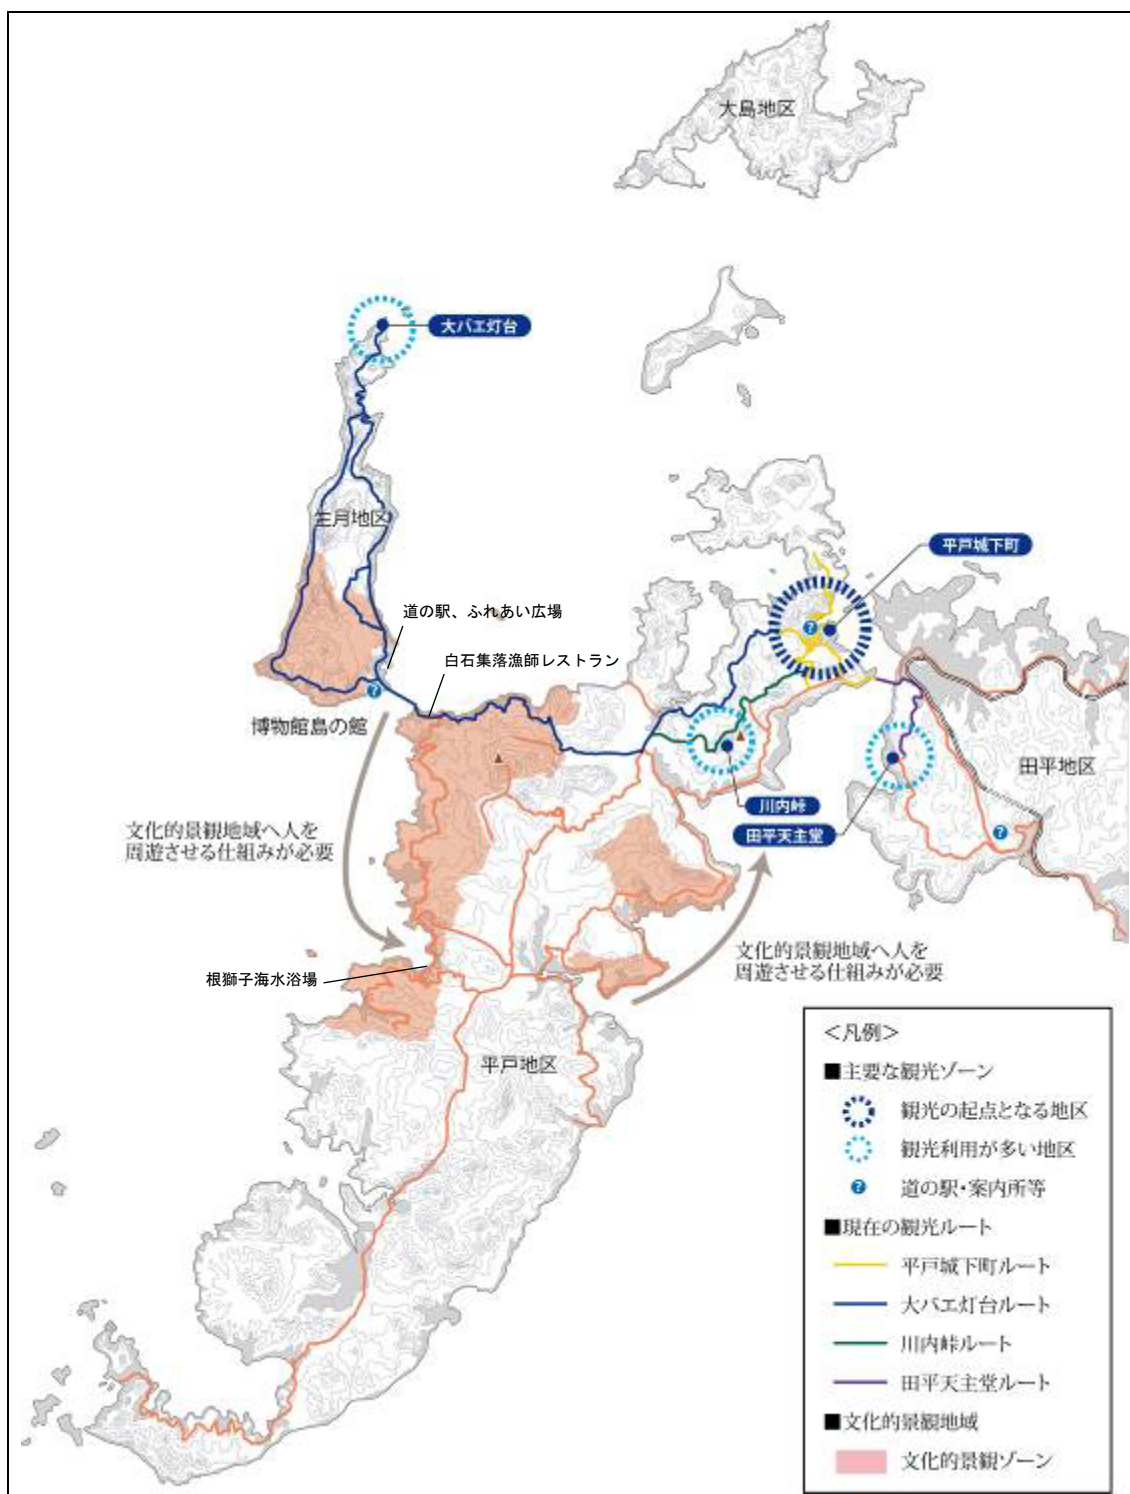 大島地区
大バエ灯台
生月地区
平戸城下町
道の駅、ふれあい広場
白石集落漁師レストラン
博物館島の館
田平地区
川内峠
田平天主堂
文化的景観地域へ人を
周遊させる仕組みが必要
文化的景観地域へ人を
周遊させる仕組みが必要
根獅子海水浴場
平戸地区
<凡例>
■主要な観光ゾーン
観光の起点となる地区
観光利用が多い地区
? 道の駅・案内所等
■現在の観光ルート
平戸城下町ルート
大バエ灯台ルート
川内峠ルート
田平天主堂ルート
■文化的景観地域
文化的景観ゾーン